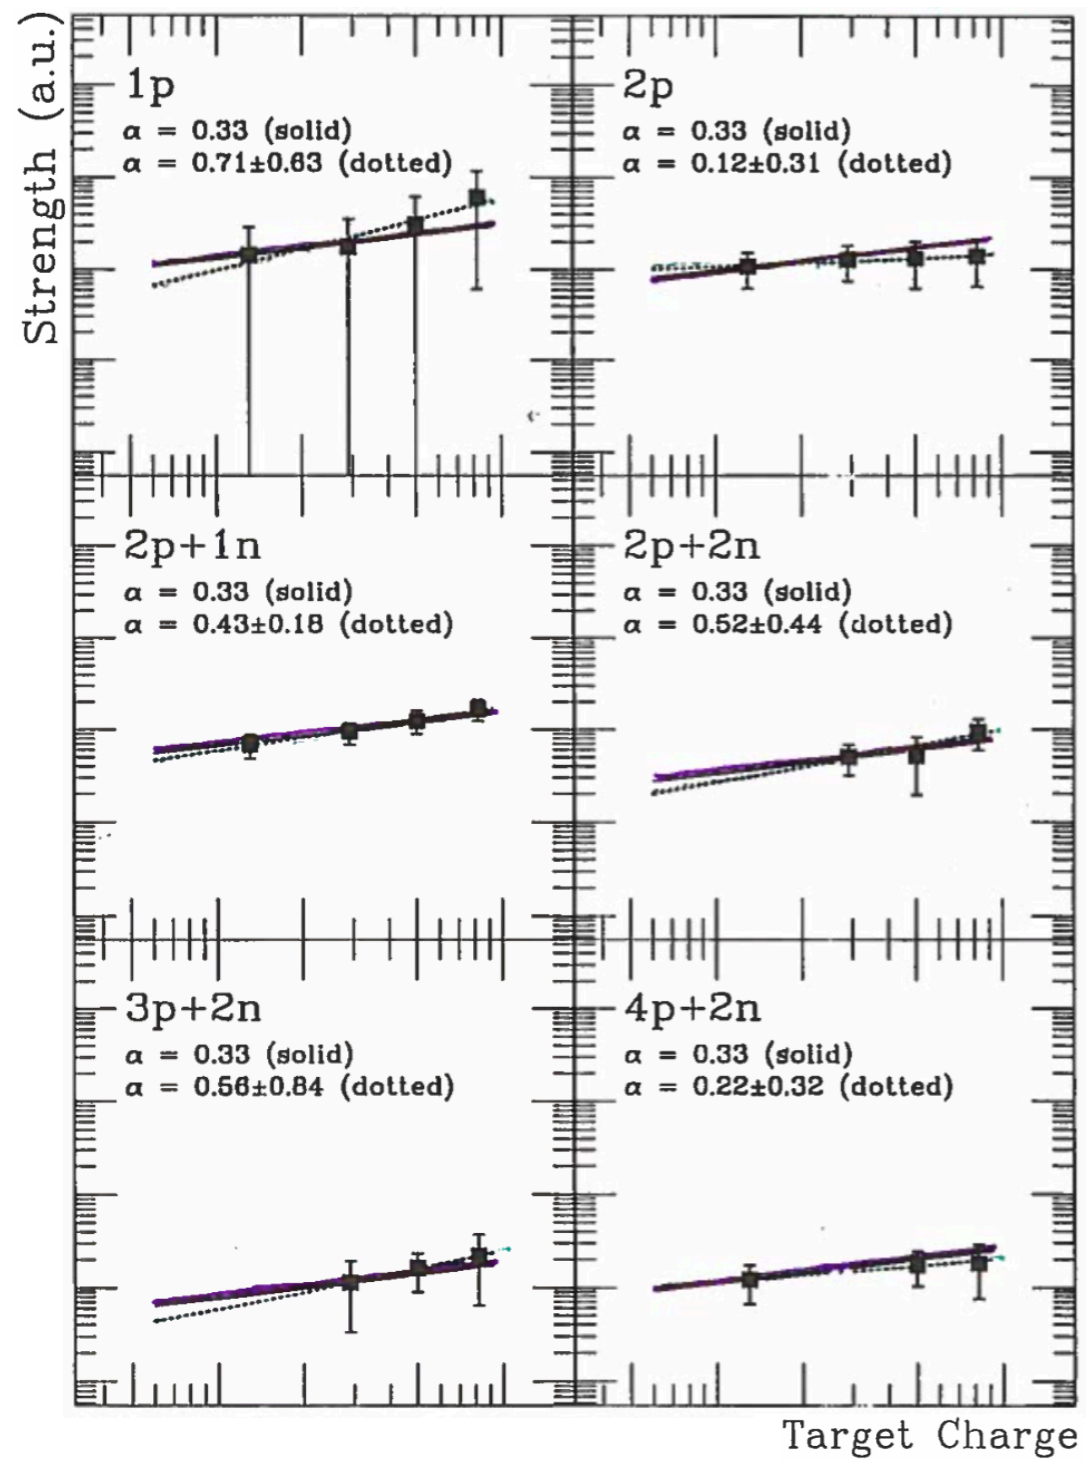 Strength (a.u.)
1p
α = 0.33 (solid)
α = 0.71±0.63 (dotted)
2p
α = 0.33 (solid)
α = 0.12±0.31 (dotted)
2p+1n
α = 0.33 (solid)
α = 0.43±0.18 (dotted)
2p+2n
α = 0.33 (solid)
α = 0.52±0.44 (dotted)
3p+2n
α = 0.33 (solid)
α = 0.56±0.84 (dotted)
4p+2n
α = 0.33 (solid)
α = 0.22±0.32 (dotted)
Target Charge